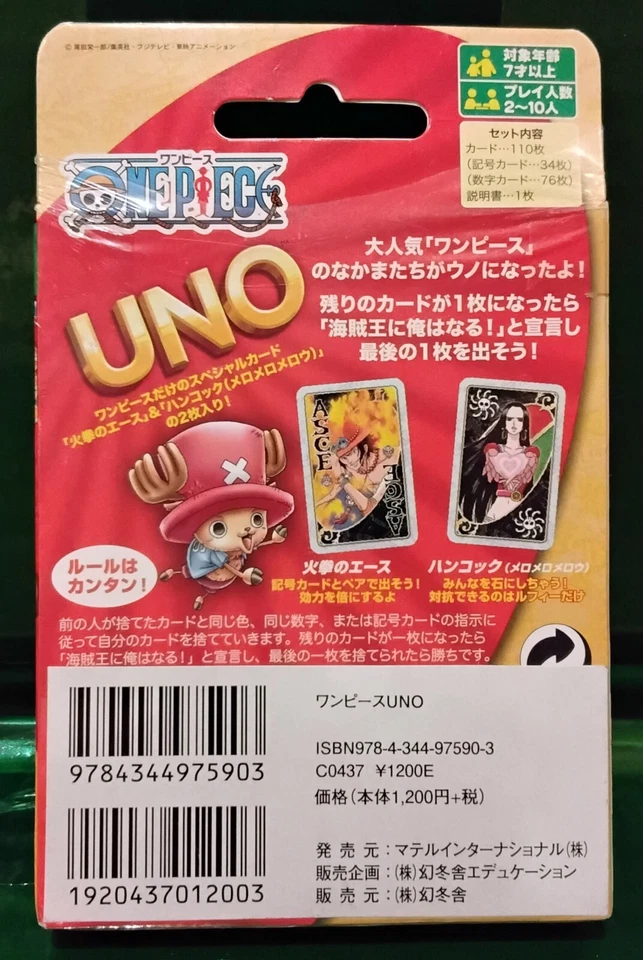 © 尾田栄一郎/集英社・フジテレビ・東映アニメーション
対象年齢
7才以上
プレイ人数
2～10人
セット内容
カード…110枚
(記号カード…34枚)
(数字カード…76枚)
説明書…1枚
ワンピース
ONE PIECE
UNO
大人気「ワンピース」
のなかまたちがウノになったよ!
残りのカードが1枚になったら
「海賊王に俺はなる!」と宣言し
最後の1枚を出そう!
ワンピースだけのスペシャルカード
「火拳のエース」&「ハンコック(メロメロメロウ)」
の2枚入り!
ASCE
ASCE
ルールは
カンタン!
火拳のエース
記号カードとペアで出そう!
効力を倍にするよ
ハンコック(メロメロメロウ)
みんなを石にしちゃう!
対抗できるのはルフィーだけ
前の人が捨てたカードと同じ色、同じ数字、または記号カードの指示に
従って自分のカードを捨てていきます。残りのカードが一枚になったら
「海賊王に俺はなる!」と宣言し、最後の一枚を捨てられたら勝ちです。
9784344975903
1920437012003
ワンピースUNO
ISBN978-4-344-97590-3
C0437 ¥1200E
価格(本体1,200円+税)
発 売 元:マテルインターナショナル(株)
販売企画:(株)幻冬舎エデュケーション
販 売 元:(株)幻冬舎